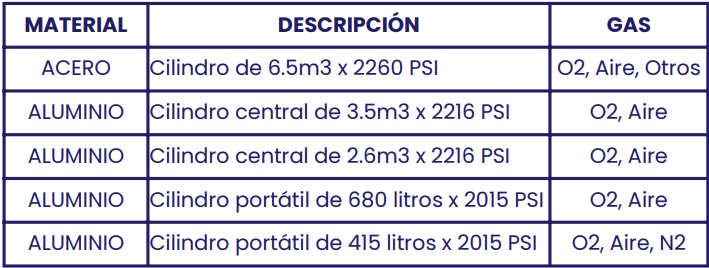 MATERIAL DESCRIPCIÓN GAS
ACERO Cilindro de 6.5m3 x 2260 PSI O2, Aire, Otros
ALUMINIO Cilindro central de 3.5m3 x 2216 PSI O2, Aire
ALUMINIO Cilindro central de 2.6m3 x 2216 PSI O2, Aire
ALUMINIO Cilindro portátil de 680 litros x 2015 PSI O2, Aire
ALUMINIO Cilindro portátil de 415 litros x 2015 PSI O2, Aire, N2